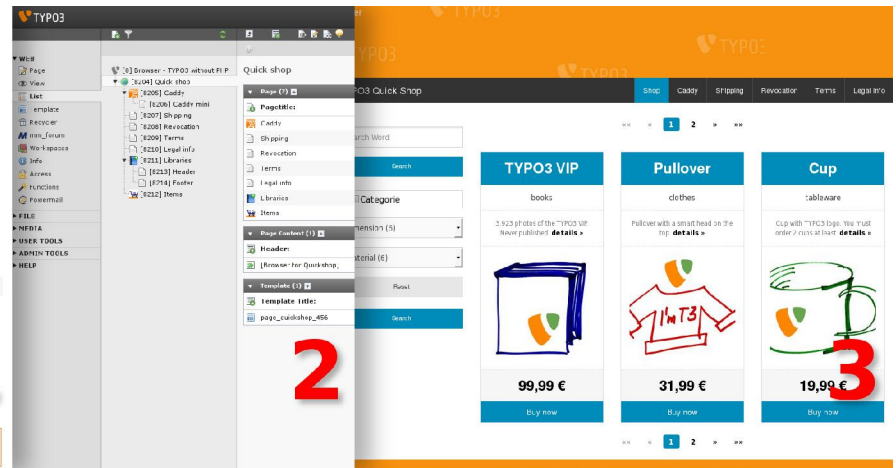 TYPO3
TYPO3
TYPO3
TYPO3
WEB
Page
View
List
Template
Recycler
mm_forum
Workspaces
Info
Access
Functions
Powermail
FILE
MEDIA
USER TOOLS
ADMIN TOOLS
HELP
[0] Browser - TYPO3 without PHP
[8204] Quick shop
[8205] Caddy
[8206] Caddy mini
[8207] Shipping
[8208] Revocation
[8209] Terms
[8210] Legal info
[8211] Libraries
[8213] Header
[8214] Footer
[8212] Items
Quick shop
Page (7)
Pagetitle:
Caddy
Shipping
Revocation
Terms
Legal info
Libraries
Items
Page Content (1)
Header:
[Browser for Quickshop,
Template (1)
Template Title:
page_quickshop_456
2
PO3 Quick Shop
Shop Caddy Shipping Revocation Terms Legal Info
arch Word
Search
Categorie
mension (5)
aterial (6)
Reset
Search
«« « 1 2 » »»
TYPO3 VIP
books
3.923 photos of the TYPO3 VIP.
Never published. details »
99,99 €
Buy now
Pullover
clothes
Pullover with a smart head on the
top. details »
I'm T3
31,99 €
Buy now
Cup
tableware
Cup with TYPO3 logo. You must
order 2 cups at least. details »
19,99 €
Buy now
3
«« « 1 2 » »»